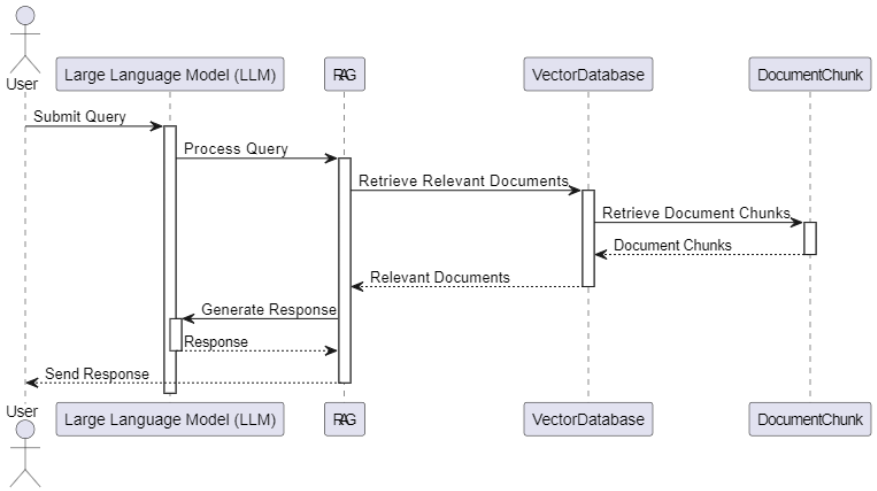 User
Large Language Model (LLM)
RAG
VectorDatabase
DocumentChunk
Submit Query
Process Query
Retrieve Relevant Documents
Retrieve Document Chunks
Document Chunks
Relevant Documents
Generate Response
Response
Send Response
User
Large Language Model (LLM)
RAG
VectorDatabase
DocumentChunk